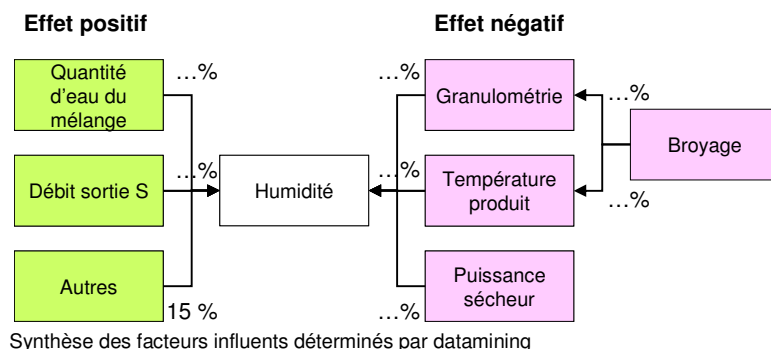 Effet positif
Effet négatif
Quantité
d'eau du
mélange
…%
…%
Granulométrie
…%
Broyage
Débit sortie S
…%
Humidité
…%
Température
produit
…%
Autres
15 %
Puissance
sécheur
…%
Synthèse des facteurs influents déterminés par datamining